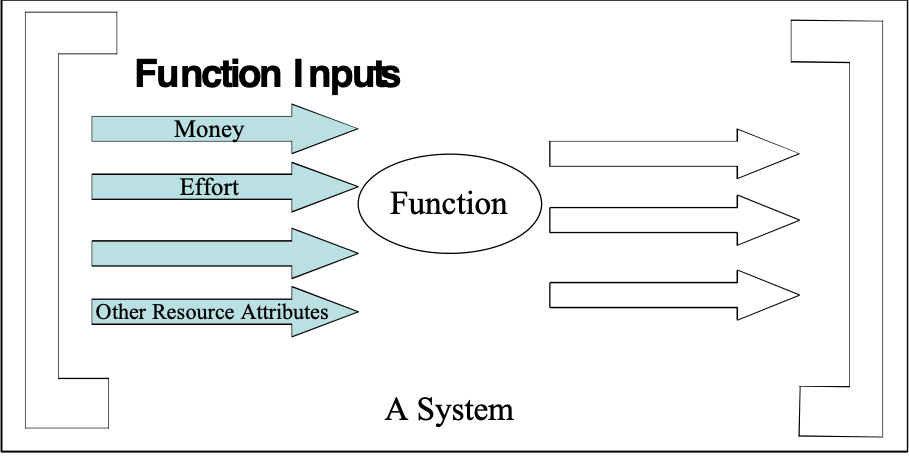 Function Inputs
Money
Effort
Function
Other Resource Attributes
A System